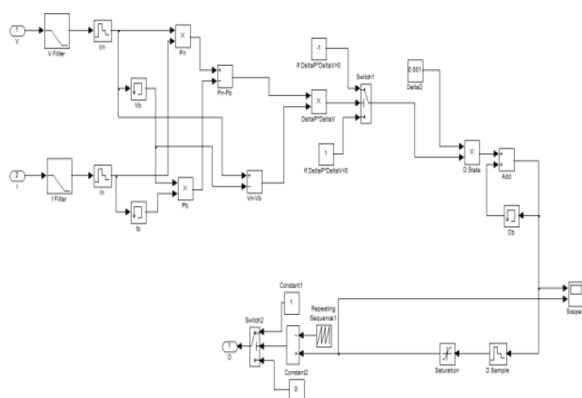 1
V
V Filter
Vn
Vb
Pn
Pn-Pb
-1
If DeltaP*DeltaV>0
Switch1
0.001
DeltaD
X
DeltaP*DeltaV
1
If DeltaP*DeltaV<0
X
D State
Add
2
I
I Filter
In
Ib
X
Pb
Vn-Vb
Db
Scope
Constant1
1
Switch2
Repeating
Sequence1
1
D
Constant2
0
Saturation
D Sample